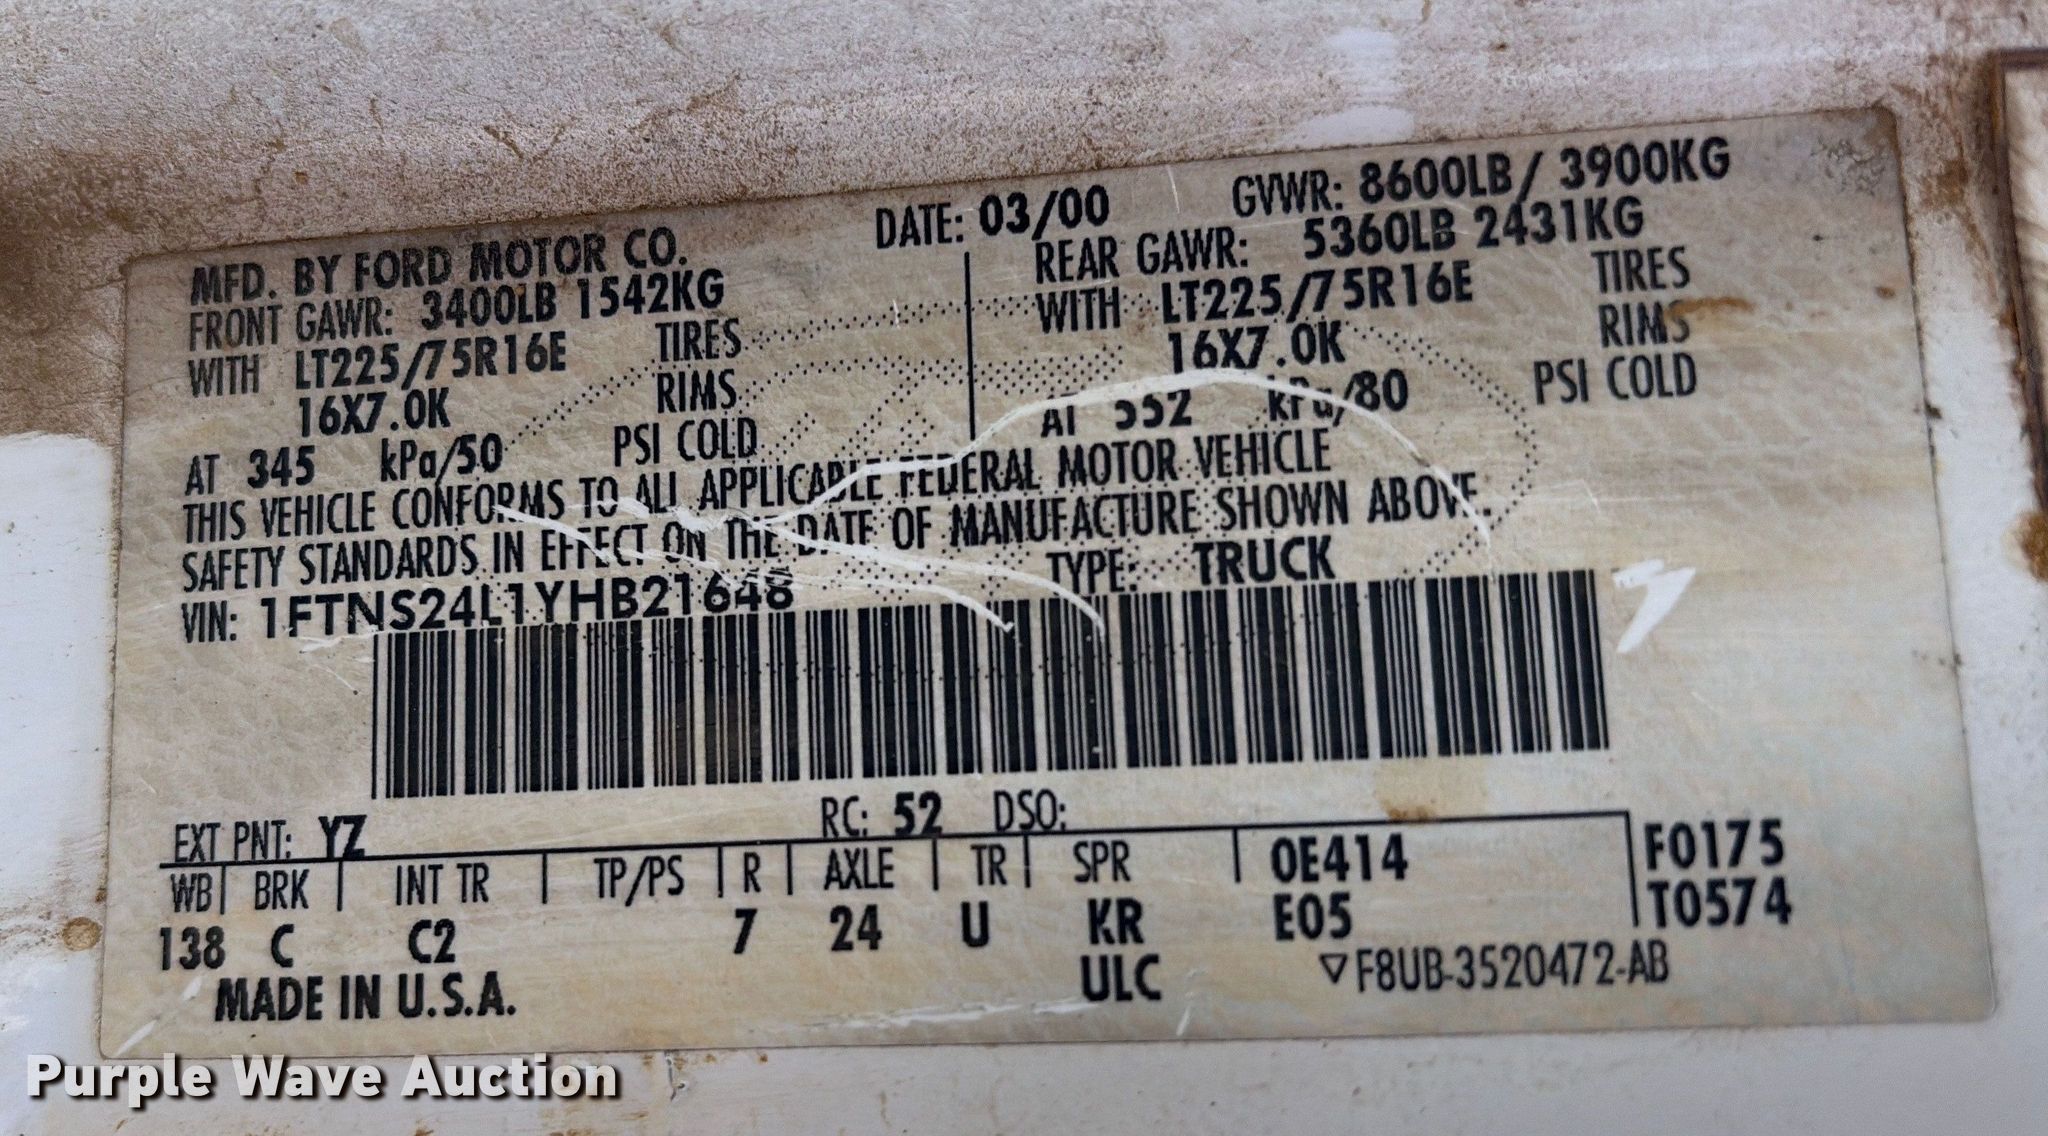 DATE: 03/00 GVWR: 8600LB / 3900KG
MFD. BY FORD MOTOR CO.
FRONT GAWR: 3400LB 1542KG
WITH LT225/75R16E TIRES
16X7.0K RIMS
AT 345 kPa/50 PSI COLD
REAR GAWR: 5360LB 2431KG
WITH LT225/75R16E TIRES
16X7.0K RIMS
AT 552 kPa/80 PSI COLD
THIS VEHICLE CONFORMS TO ALL APPLICABLE FEDERAL MOTOR VEHICLE
SAFETY STANDARDS IN EFFECT ON THE DATE OF MANUFACTURE SHOWN ABOVE.
VIN: 1FTNS24L1YHB21648 TYPE: TRUCK
EXT PNT: YZ RC: 52 DSO:
WB BRK INT TR TP/PS R AXLE TR SPR 0E414 F0175
138 C C2 7 24 U KR E05 T0574
ULC F8UB-3520472-AB
MADE IN U.S.A.
Purple Wave Auction